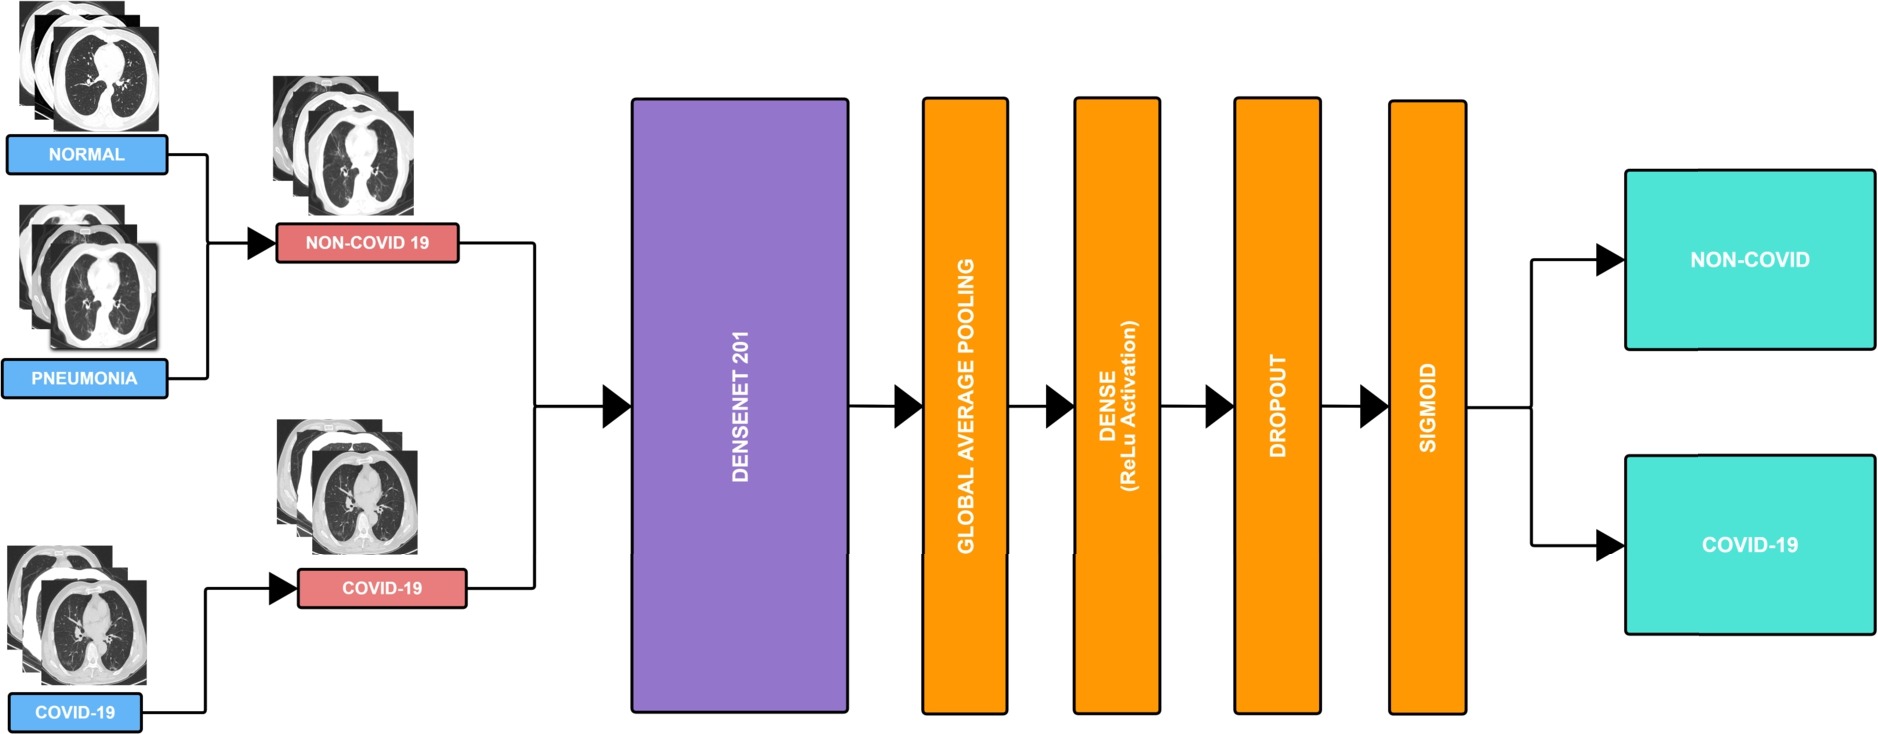 NORMAL
PNEUMONIA
COVID-19
NON-COVID 19
COVID-19
DENSENET 201
GLOBAL AVERAGE POOLING
DENSE
(ReLu Activation)
DROPOUT
SIGMOID
NON-COVID
COVID-19